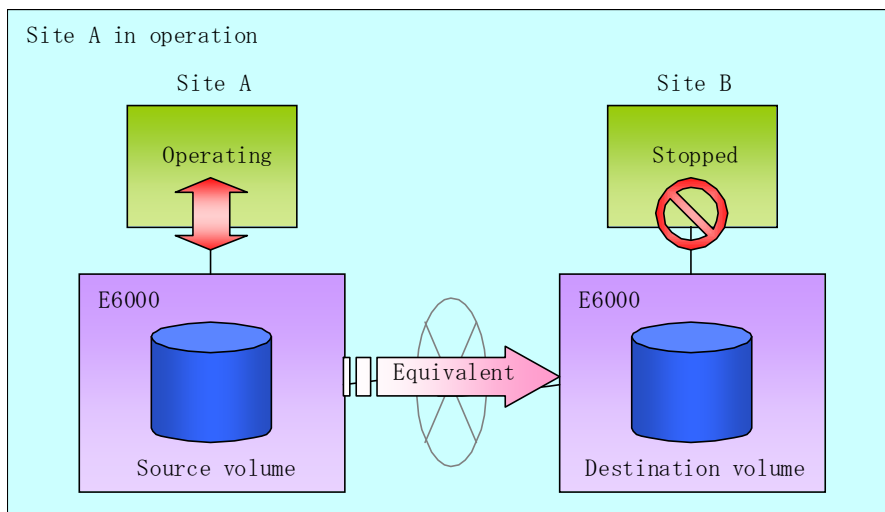 Site A in operation
Site A
Site B
Operating
Stopped
E6000
E6000
Equivalent
Source volume
Destination volume